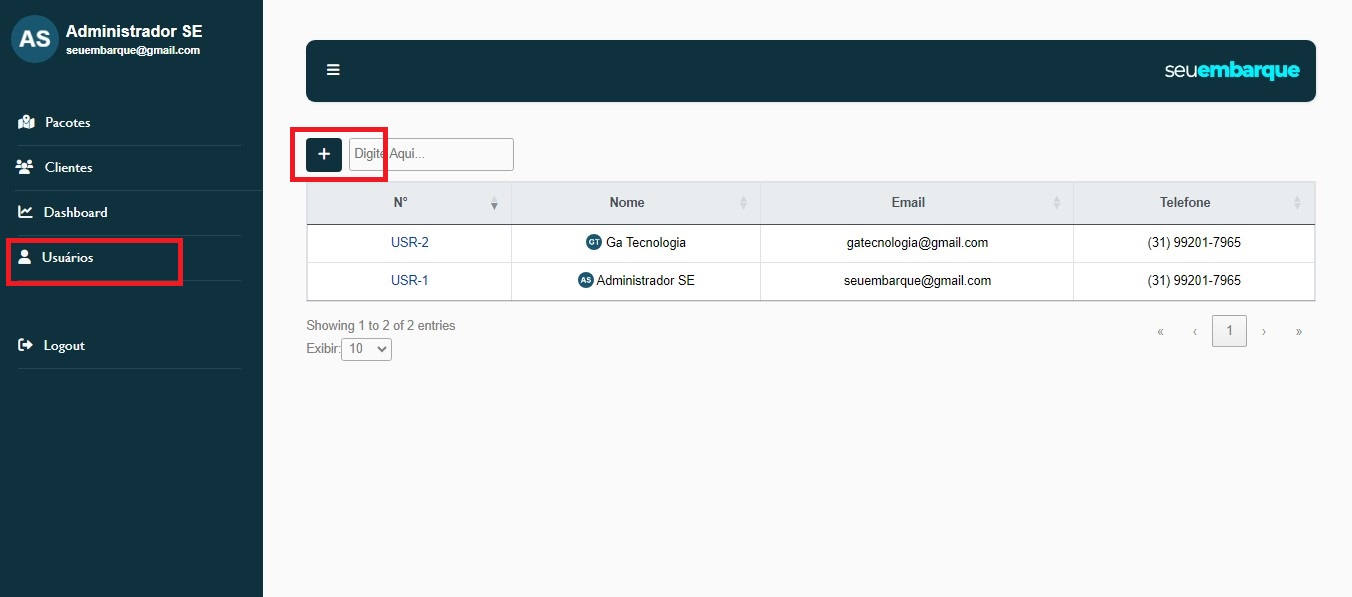 AS Administrador SE
seuembarque@gmail.com
Pacotes
Clientes
Dashboard
Usuários
Logout
seuembarque
+ Digite Aqui...
N° Nome Email Telefone
USR-2 GT Ga Tecnologia gatecnologia@gmail.com (31) 99201-7965
USR-1 AS Administrador SE seuembarque@gmail.com (31) 99201-7965
Showing 1 to 2 of 2 entries
Exibir: 10
« ‹ 1 › »